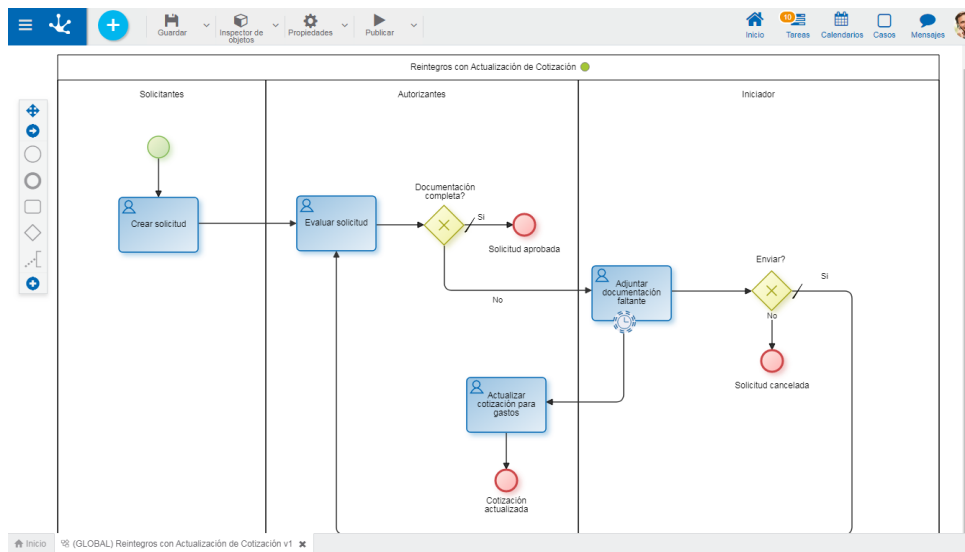 Guardar
Inspector de
objetos
Propiedades
Publicar
Inicio
10
Tareas
Calendarios
Casos
Mensajes
Reintegros con Actualización de Cotización
Solicitantes
Autorizantes
Iniciador
Crear solicitud
Evaluar solicitud
Documentación
completa?
Si
Solicitud aprobada
No
Adjuntar
documentación
faltante
Enviar?
Si
No
Solicitud cancelada
Actualizar
cotización para
gastos
Cotización
actualizada
Inicio
(GLOBAL) Reintegros con Actualización de Cotización v1